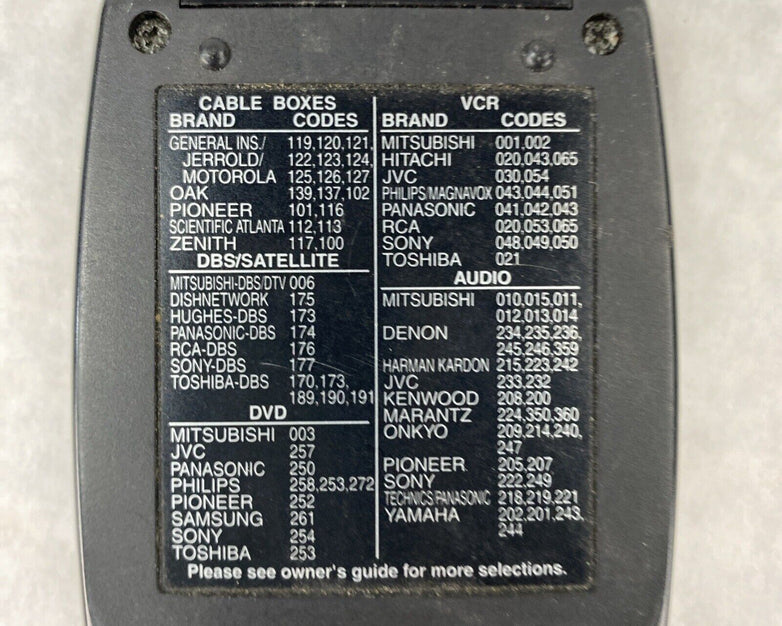 CABLE BOXES
BRAND CODES
GENERAL INS./ 119,120,121,
JERROLD/ 122,123,124,
MOTOROLA 125,126,127
OAK 139,137,102
PIONEER 101,116
SCIENTIFIC ATLANTA 112,113
ZENITH 117,100
DBS/SATELLITE
MITSUBISHI-DBS/DTV 006
DISHNETWORK 175
HUGHES-DBS 173
PANASONIC-DBS 174
RCA-DBS 176
SONY-DBS 177
TOSHIBA-DBS 170,173,
189,190,191
DVD
MITSUBISHI 003
JVC 257
PANASONIC 250
PHILIPS 258,253,272
PIONEER 252
SAMSUNG 261
SONY 254
TOSHIBA 253
VCR
BRAND CODES
MITSUBISHI 001,002
HITACHI 020,043,065
JVC 030,054
PHILIPS/MAGNAVOX 043,044,051
PANASONIC 041,042,043
RCA 020,053,065
SONY 048,049,050
TOSHIBA 021
AUDIO
MITSUBISHI 010,015,011,
012,013,014
DENON 234,235,236,
245,246,359
HARMAN KARDON 215,223,242
JVC 233,232
KENWOOD 208,200
MARANTZ 224,350,360
ONKYO 209,214,240,
247
PIONEER 205,207
SONY 222,249
TECHNICS/PANASONIC 218,219,221
YAMAHA 202,201,243,
244
Please see owner's guide for more selections.